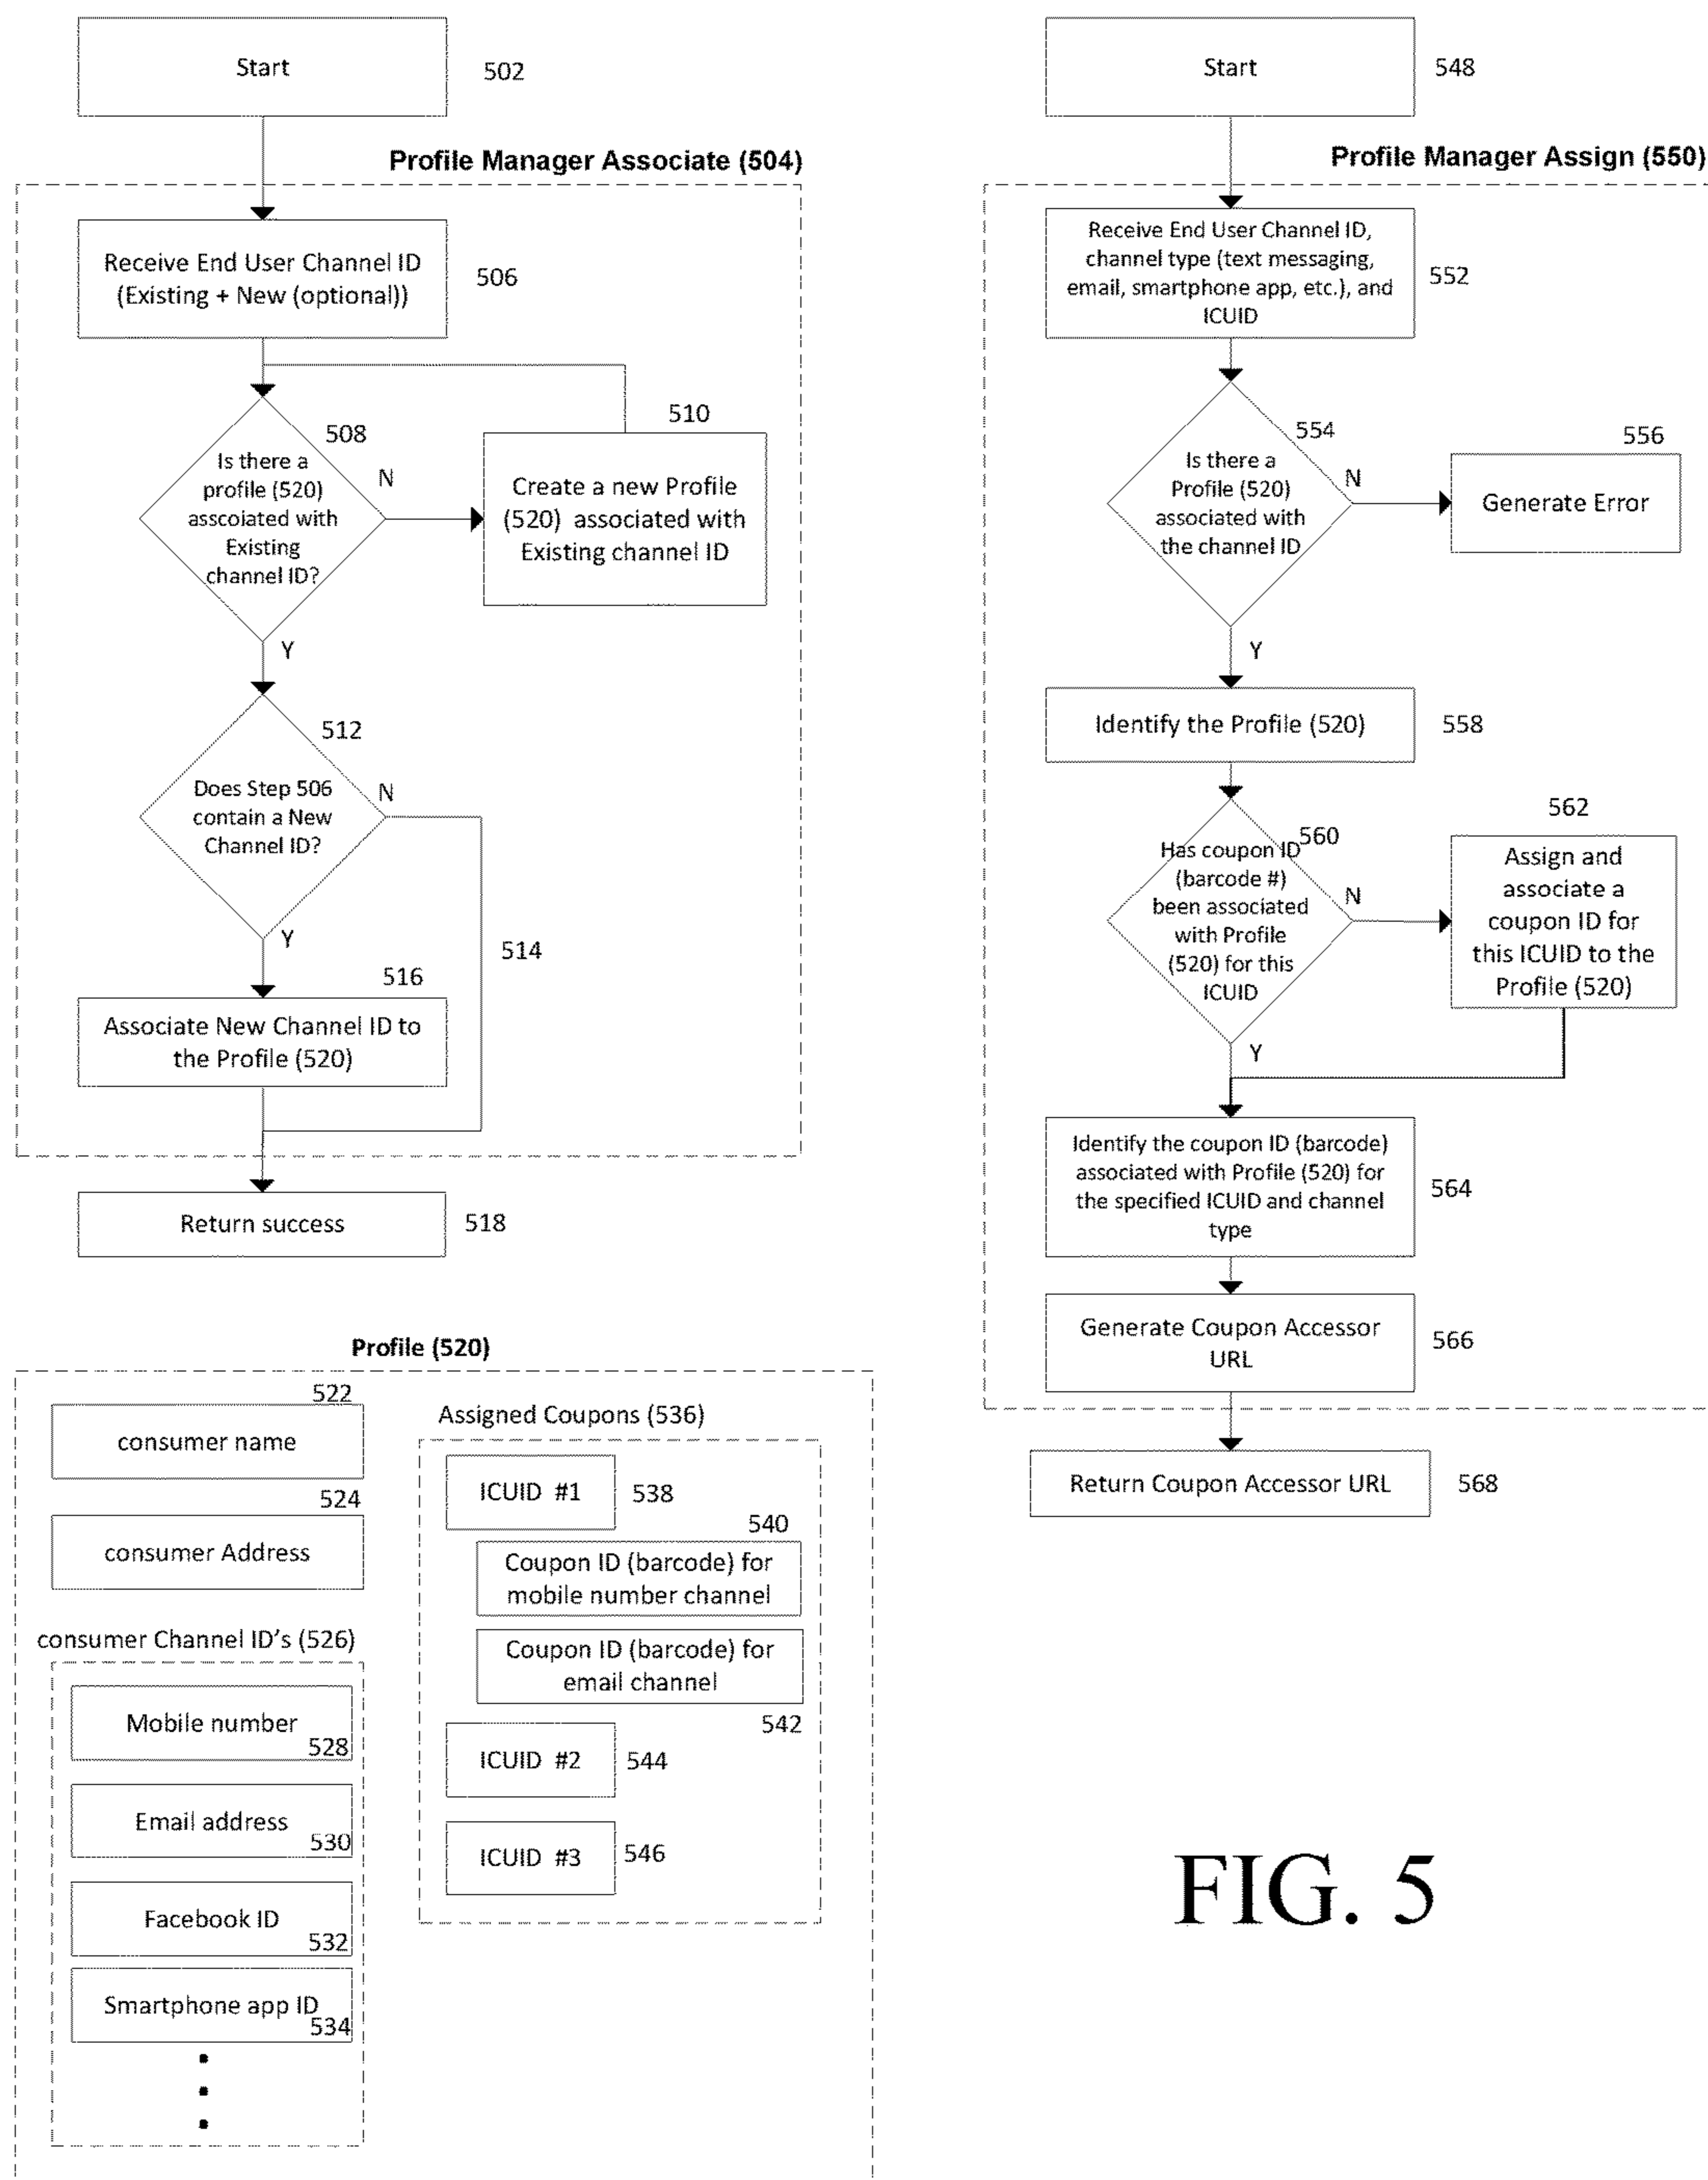 Start
502
Profile Manager Associate (504)
Receive End User Channel ID
(Existing + New (optional))
506
508
Is there a
profile (520)
asscoiated with
Existing
channel ID?
N
510
Create a new Profile
(520) associated with
Existing channel ID
Y
512
Does Step 506
contain a New
Channel ID?
N
Y
514
516
Associate New Channel ID to
the Profile (520)
Return success
518
Profile (520)
522
consumer name
524
consumer Address
consumer Channel ID's (526)
Mobile number
528
Email address
530
Facebook ID
532
Smartphone app ID
534
Assigned Coupons (536)
ICUID #1
538
540
Coupon ID (barcode) for
mobile number channel
Coupon ID (barcode) for
email channel
542
ICUID #2
544
ICUID #3
546
Start
548
Profile Manager Assign (550)
Receive End User Channel ID,
channel type (text messaging,
email, smartphone app, etc.), and
ICUID
552
554
Is there a
Profile (520)
associated with
the channel ID
N
556
Generate Error
Y
Identify the Profile (520)
558
560
Has coupon ID
(barcode #)
been associated
with Profile
(520) for this
ICUID
N
562
Assign and
associate a
coupon ID for
this ICUID to the
Profile (520)
Y
Identify the coupon ID (barcode)
associated with Profile (520) for
the specified ICUID and channel
type
564
Generate Coupon Accessor
URL
566
Return Coupon Accessor URL
568
FIG. 5